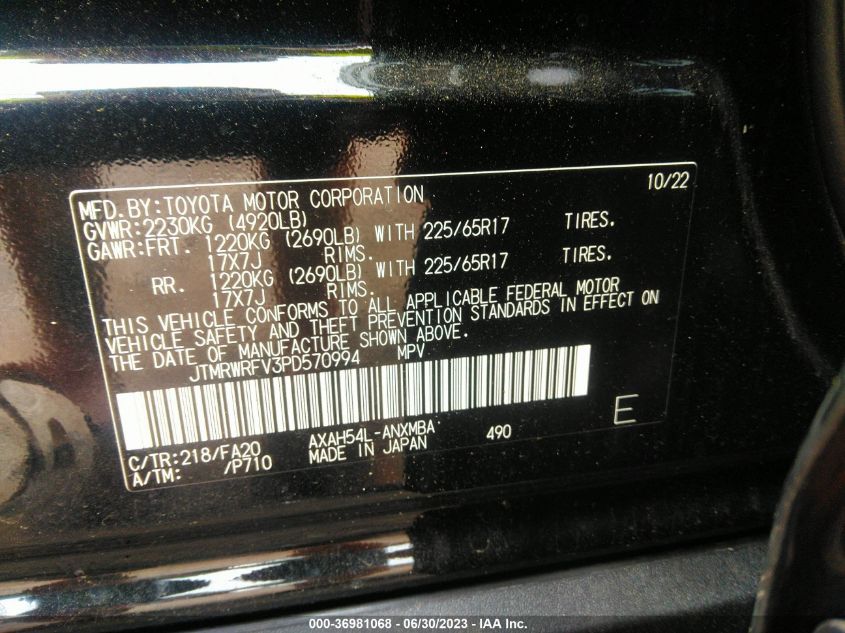 MFD.BY:TOYOTA MOTOR CORPORATION 10/22
GVWR:2230KG (4920LB)
GAWR:FRT. 1220KG (2690LB) WITH 225/65R17 TIRES.
17X7J RIMS.
RR. 1220KG (2690LB) WITH 225/65R17 TIRES.
17X7J RIMS.
THIS VEHICLE CONFORMS TO ALL APPLICABLE FEDERAL MOTOR
VEHICLE SAFETY AND THEFT PREVENTION STANDARDS IN EFFECT ON
THE DATE OF MANUFACTURE SHOWN ABOVE.
JTMRWRFV3PD570994 MPV
C/TR:218/FA20 AXAH54L-ANXMBA 490 E
A/TM: /P710 MADE IN JAPAN
000-36981068 - 06/30/2023 - IAA Inc.